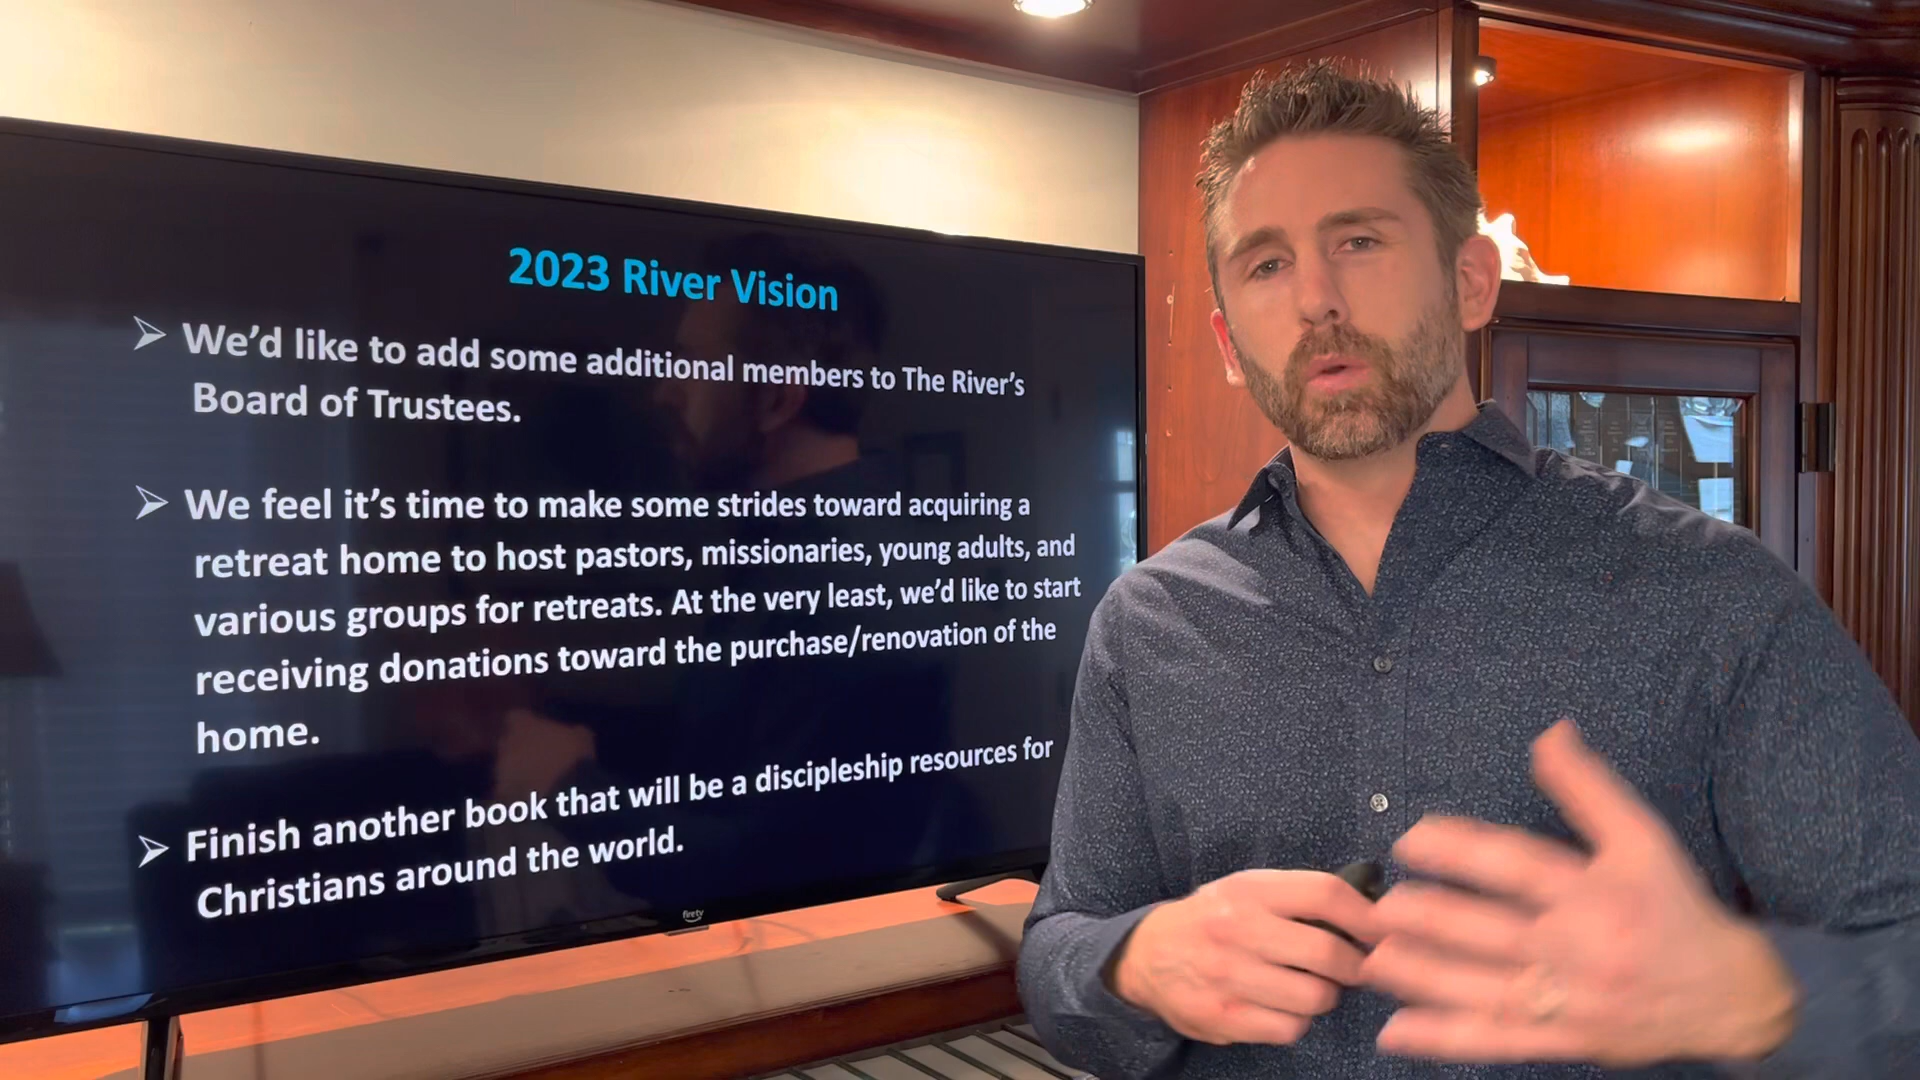 2023 River Vision
We'd like to add some additional members to The River's
Board of Trustees.
We feel it's time to make some strides toward acquiring a
retreat home to host pastors, missionaries, young adults, and
various groups for retreats. At the very least, we'd like to start
receiving donations toward the purchase/renovation of the
home.
Finish another book that will be a discipleship resources for
Christians around the world.
firetv